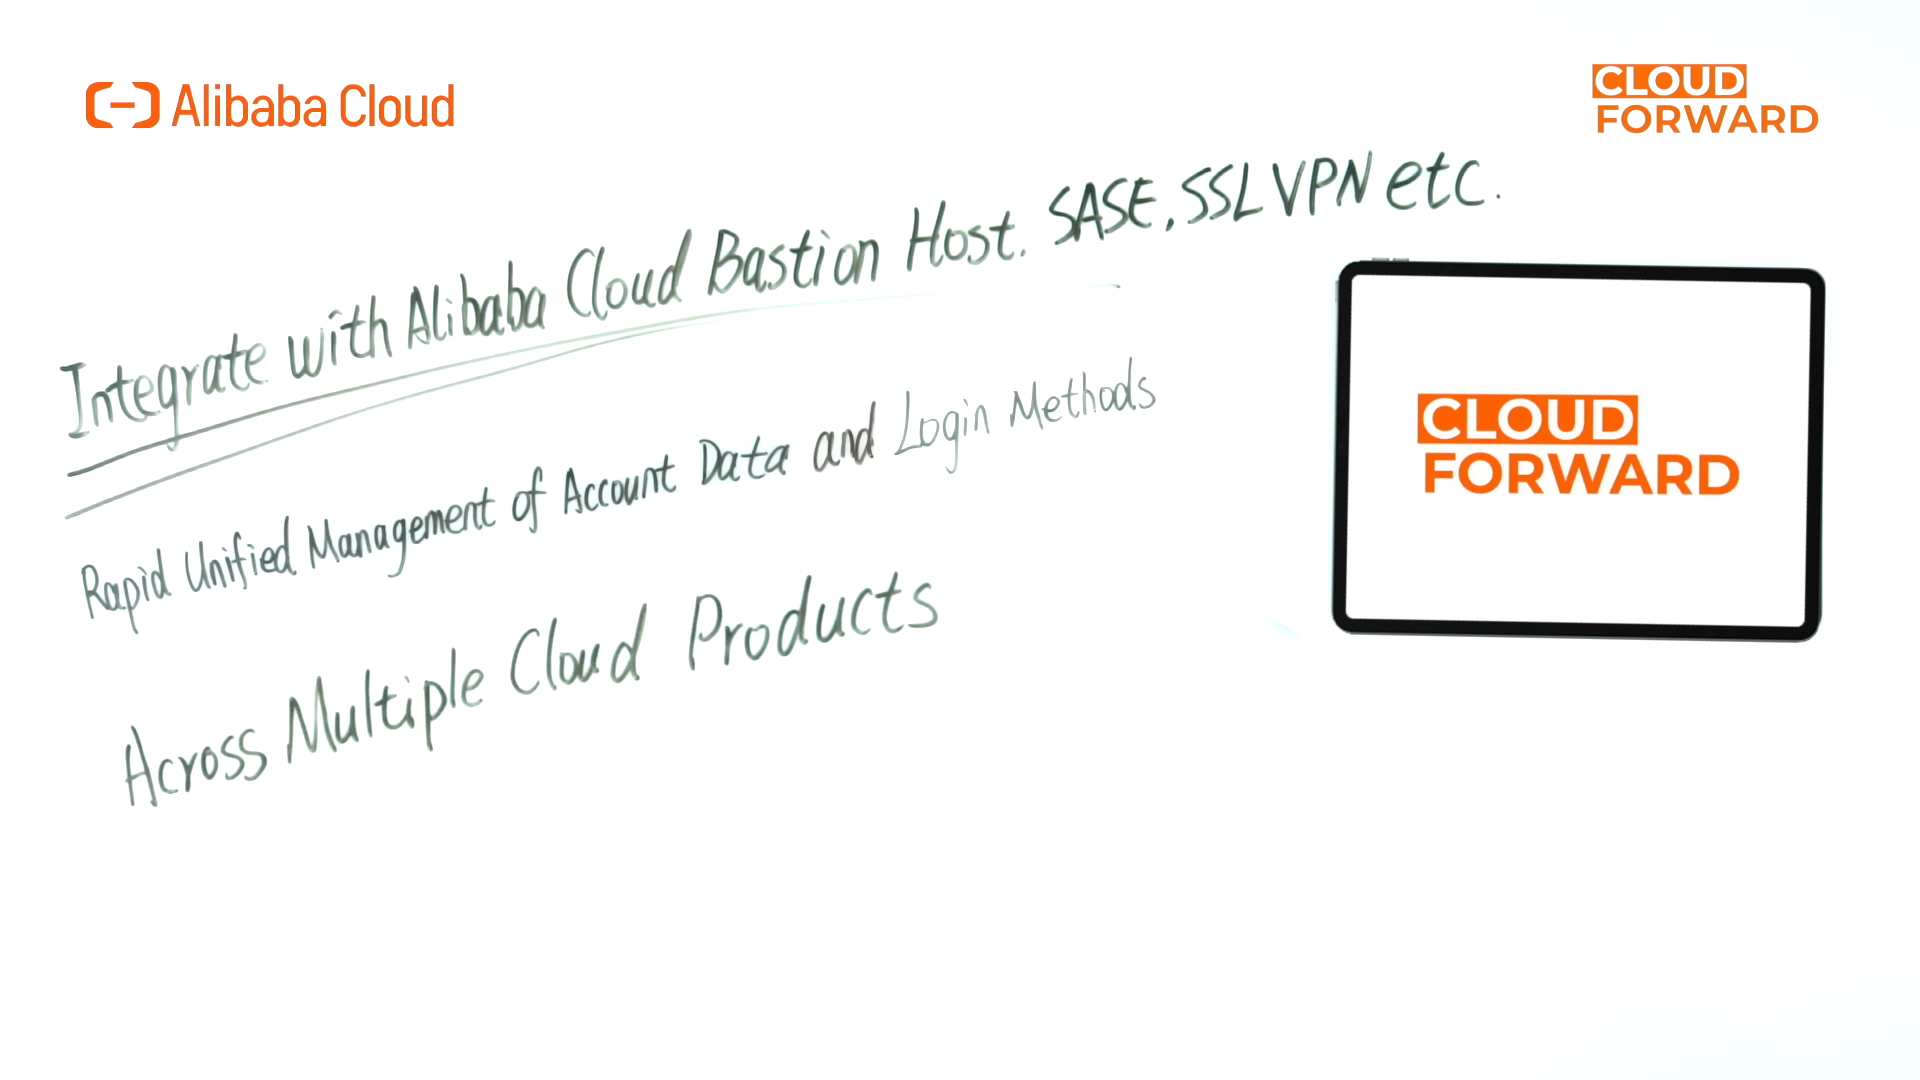 Alibaba Cloud
CLOUD
FORWARD
Integrate with Alibaba Cloud Bastion Host. SASE, SSL VPN etc.
Rapid Unified Management of Account Data and Login Methods
Across Multiple Cloud Products
CLOUD
FORWARD